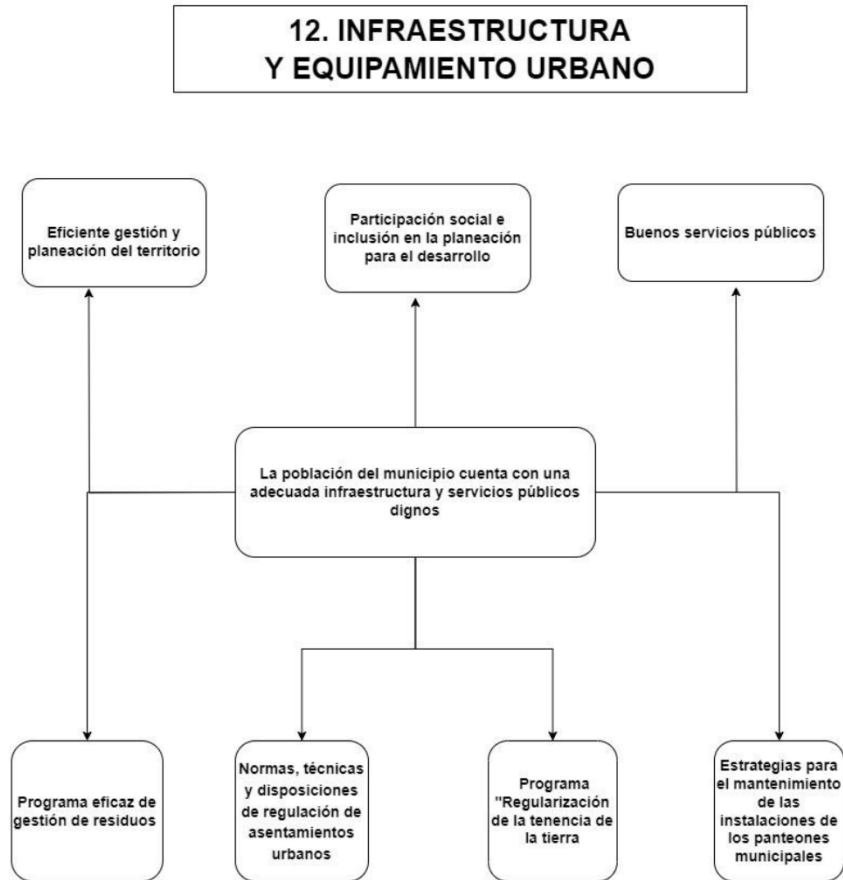 12. INFRAESTRUCTURA
Y EQUIPAMIENTO URBANO
Eficiente gestión y
planeación del territorio
Participación social e
inclusión en la planeación
para el desarrollo
Buenos servicios públicos
La población del municipio cuenta con una
adecuada infraestructura y servicios públicos
dignos
Programa eficaz de
gestión de residuos
Normas, técnicas
y disposiciones
de regulación de
asentamientos
urbanos
Programa
"Regularización
de la tenencia de
la tierra
Estrategias para
el mantenimiento
de las
instalaciones de
los panteones
municipales